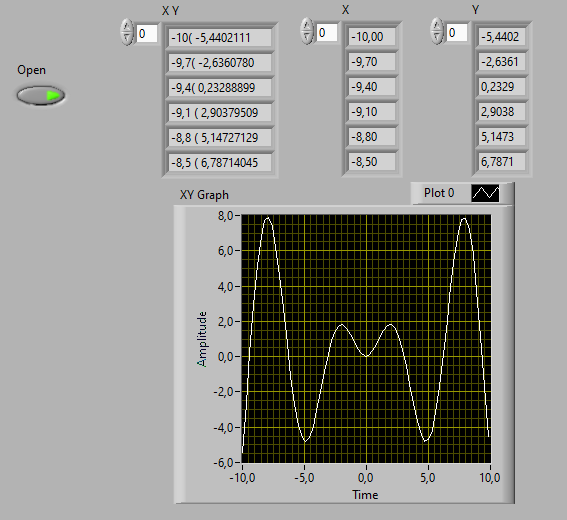 X Y
X
Y
0
0
0
-10( -5,4402111
-9,7( -2,6360780
-9,4( 0,23288899
-9,1 ( 2,90379509
-8,8 ( 5,14727129
-8,5 ( 6,78714045
-10,00
-9,70
-9,40
-9,10
-8,80
-8,50
-5,4402
-2,6361
0,2329
2,9038
5,1473
6,7871
Open
XY Graph
Plot 0
Amplitude
8,0
6,0
4,0
2,0
0,0
-2,0
-4,0
-6,0
-10,0
-5,0
0,0
5,0
10,0
Time